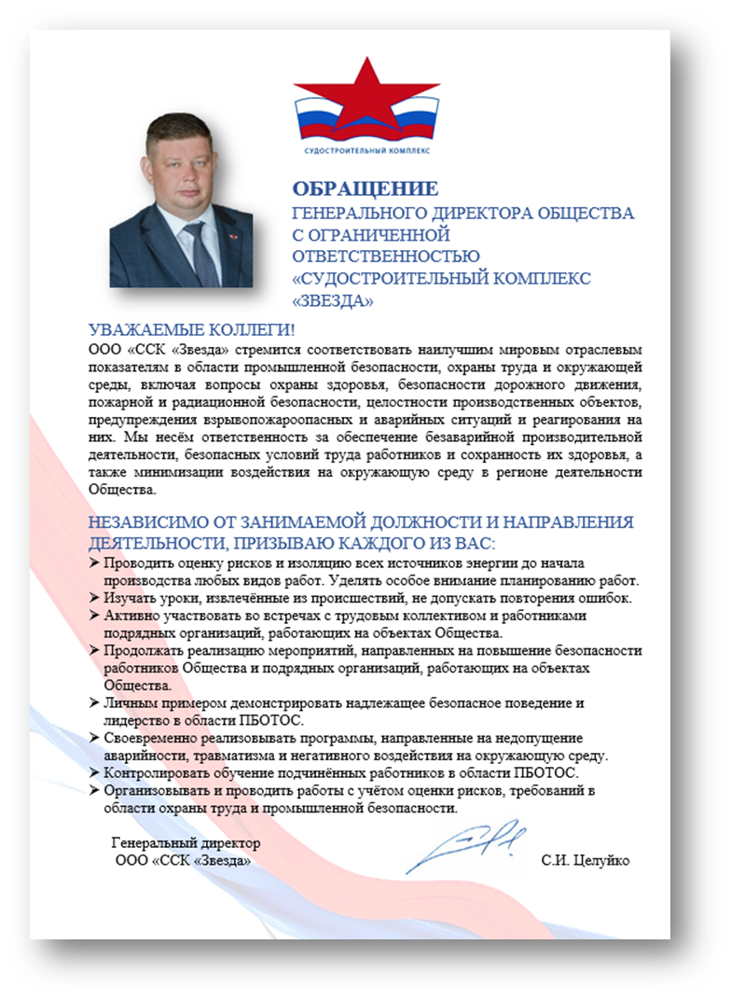 СУДОСТРОИТЕЛЬНЫЙ КОМПЛЕКС
ОБРАЩЕНИЕ
ГЕНЕРАЛЬНОГО ДИРЕКТОРА ОБЩЕСТВА
С ОГРАНИЧЕННОЙ
ОТВЕТСТВЕННОСТЬЮ
«СУДОСТРОИТЕЛЬНЫЙ КОМПЛЕКС
«ЗВЕЗДА»
УВАЖАЕМЫЕ КОЛЛЕГИ!
ООО «ССК «Звезда» стремится соответствовать наилучшим мировым отраслевым
показателям в области промышленной безопасности, охраны труда и окружающей
среды, включая вопросы охраны здоровья, безопасности дорожного движения,
пожарной и радиационной безопасности, целостности производственных объектов,
предупреждения взрывопожароопасных и аварийных ситуаций и реагирования на
них. Мы несём ответственность за обеспечение безаварийной производительной
деятельности, безопасных условий труда работников и сохранность их здоровья, а
также минимизации воздействия на окружающую среду в регионе деятельности
Общества.
НЕЗАВИСИМО ОТ ЗАНИМАЕМОЙ ДОЛЖНОСТИ И НАПРАВЛЕНИЯ
ДЕЯТЕЛЬНОСТИ, ПРИЗЫВАЮ КАЖДОГО ИЗ ВАС:
➢ Проводить оценку рисков и изоляцию всех источников энергии до начала
производства любых видов работ. Уделять особое внимание планированию работ.
➢ Изучать уроки, извлечённые из происшествий, не допускать повторения ошибок.
➢ Активно участвовать во встречах с трудовым коллективом и работниками
подрядных организаций, работающих на объектах Общества.
➢ Продолжать реализацию мероприятий, направленных на повышение безопасности
работников Общества и подрядных организаций, работающих на объектах
Общества.
➢ Личным примером демонстрировать надлежащее безопасное поведение и
лидерство в области ПБОТОС.
➢ Своевременно реализовывать программы, направленные на недопущение
аварийности, травматизма и негативного воздействия на окружающую среду.
➢ Контролировать обучение подчинённых работников в области ПБОТОС.
➢ Организовывать и проводить работы с учётом оценки рисков, требований в
области охраны труда и промышленной безопасности.
Генеральный директор
ООО «ССК «Звезда»
С.И. Целуйко